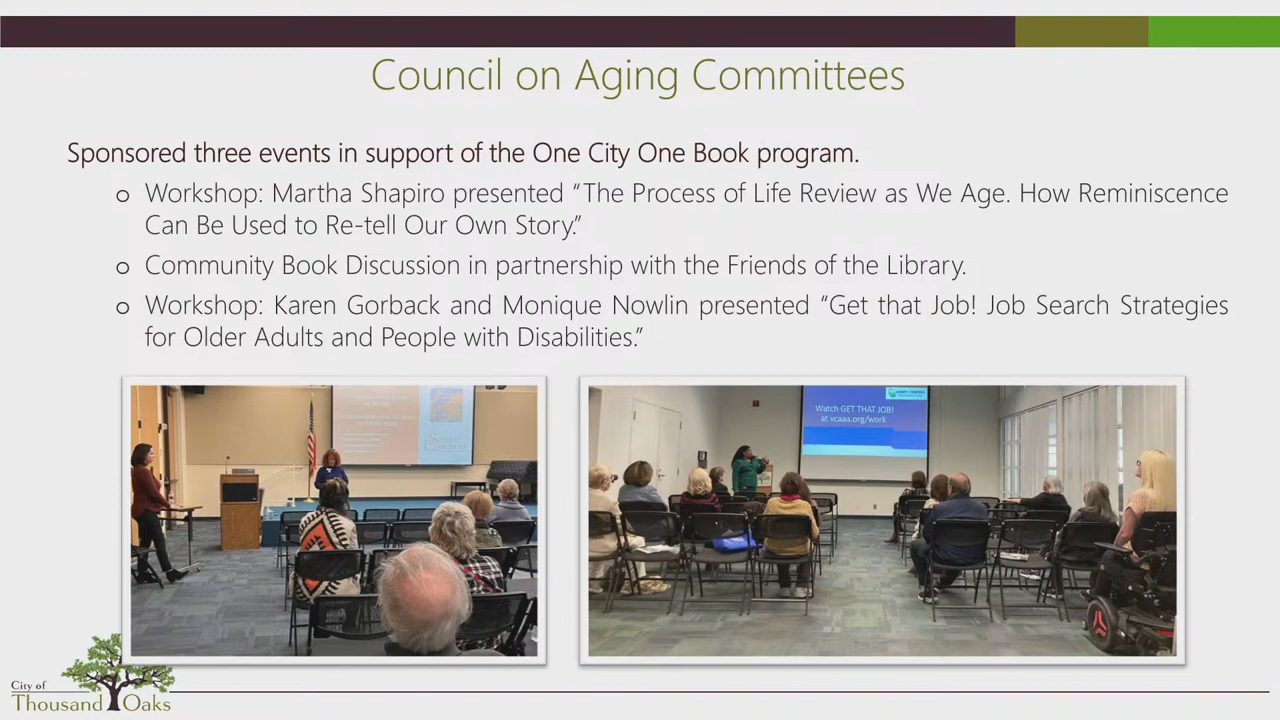 Council on Aging Committees
Sponsored three events in support of the One City One Book program.
o Workshop: Martha Shapiro presented “The Process of Life Review as We Age. How Reminiscence
Can Be Used to Re-tell Our Own Story.”
o Community Book Discussion in partnership with the Friends of the Library.
o Workshop: Karen Gorback and Monique Nowlin presented “Get that Job! Job Search Strategies
for Older Adults and People with Disabilities.”
Watch GET THAT JOB!
at vcaaa.org/work
City of
Thousand Oaks